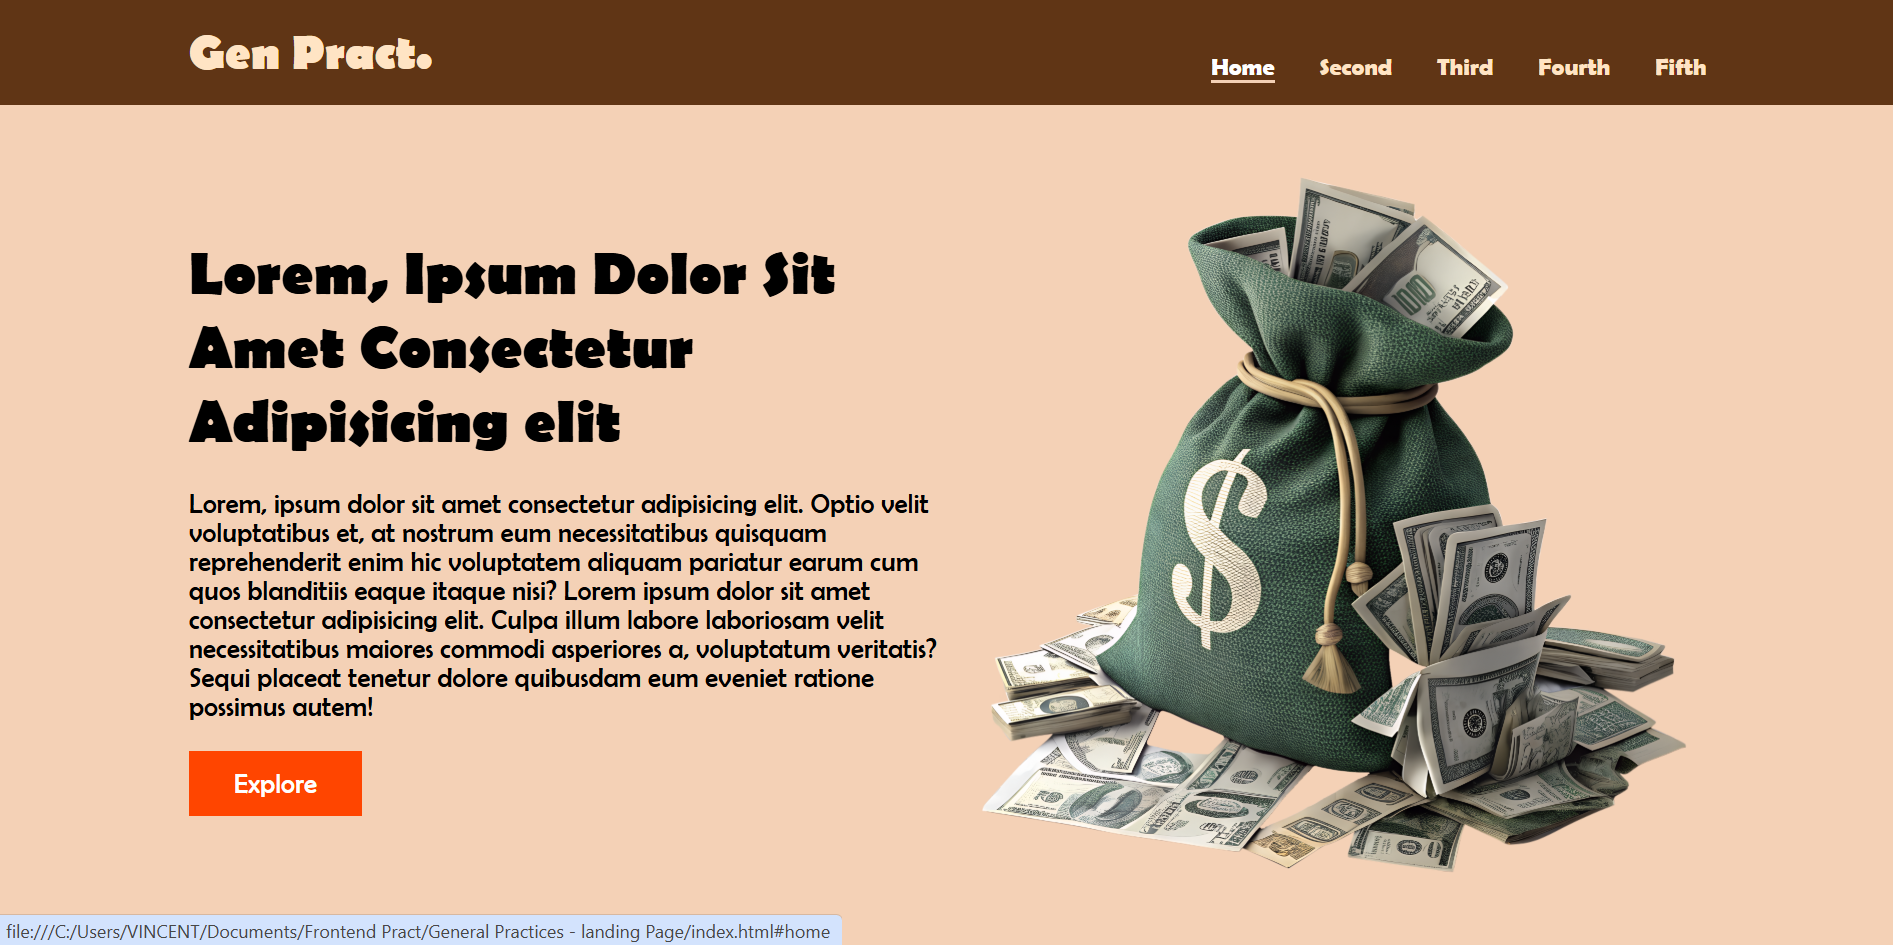 Gen Pract.
Home Second Third Fourth Fifth
Lorem, Ipsum Dolor Sit
Amet Consectetur
Adipisicing elit
Lorem, ipsum dolor sit amet consectetur adipisicing elit. Optio velit
voluptatibus et, at nostrum eum necessitatibus quisquam
reprehenderit enim hic voluptatem aliquam pariatur earum cum
quos blanditiis eaque itaque nisi? Lorem ipsum dolor sit amet
consectetur adipisicing elit. Culpa illum labore laboriosam velit
necessitatibus maiores commodi asperiores a, voluptatum veritatis?
Sequi placeat tenetur dolore quibusdam eum eveniet ratione
possimus autem!
Explore
$
file:///C:/Users/VINCENT/Documents/Frontend Pract/General Practices - landing Page/index.html#home